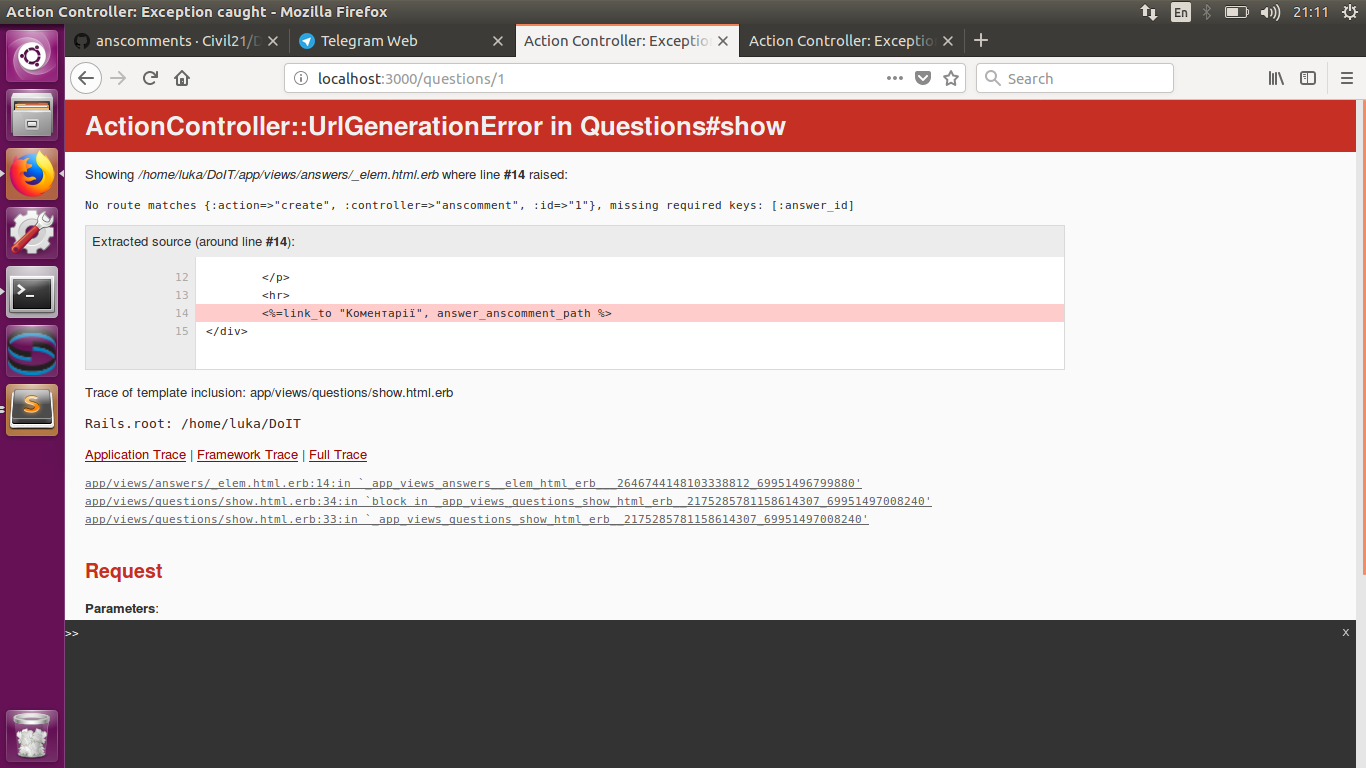 Action Controller: Exception caught - Mozilla Firefox
En
21:11
anscomments · Civil21/D
Telegram Web
Action Controller: Exceptio
Action Controller: Exceptio
localhost:3000/questions/1
Search
ActionController::UrlGenerationError in Questions#show
Showing /home/luka/DoIT/app/views/answers/_elem.html.erb where line #14 raised:
No route matches {:action=>"create", :controller=>"anscomment", :id=>"1"}, missing required keys: [:answer_id]
Extracted source (around line #14):
12 </p>
13 <hr>
14 <%=link_to "Коментарії", answer_anscomment_path %>
15 </div>
Trace of template inclusion: app/views/questions/show.html.erb
Rails.root: /home/luka/DoIT
Application Trace | Framework Trace | Full Trace
app/views/answers/_elem.html.erb:14:in `_app_views_answers__elem_html_erb___2646744148103338812_69951496799880'
app/views/questions/show.html.erb:34:in `block in _app_views_questions_show_html_erb__2175285781158614307_69951497008240'
app/views/questions/show.html.erb:33:in `_app_views_questions_show_html_erb__2175285781158614307_69951497008240'
Request
Parameters:
>>
x